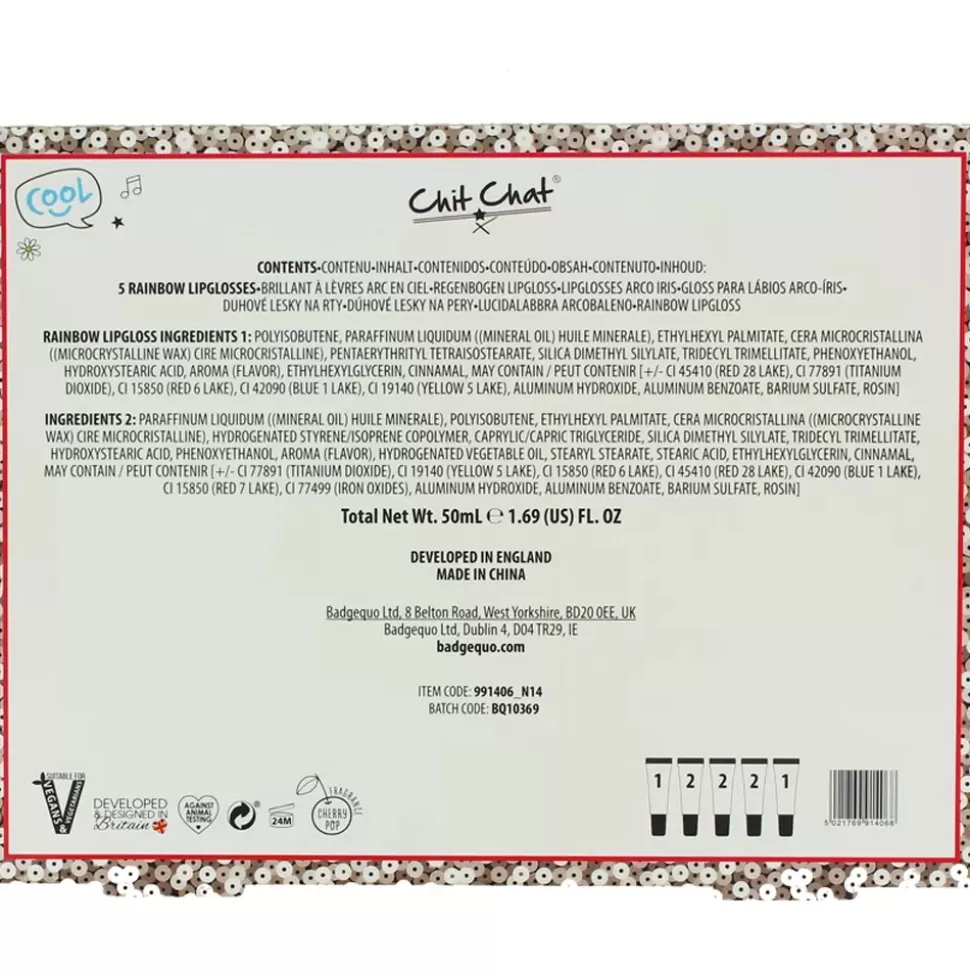 COOL
Chit Chat®
CONTENTS•CONTENU•INHALT•CONTENIDOS•CONTEÚDO•OBSAH•CONTENUTO•INHOUD:
5 RAINBOW LIPGLOSSES•BRILLANT À LÈVRES ARC EN CIEL•REGENBOGEN LIPGLOSS•LIPGLOSSES ARCO IRIS•GLOSS PARA LÁBIOS ARCO-ÍRIS•
DUHOVÉ LESKY NA RTY•DÚHOVÉ LESKY NA PERY•LUCIDALABBRA ARCOBALENO•RAINBOW LIPGLOSS
RAINBOW LIPGLOSS INGREDIENTS 1: POLYISOBUTENE, PARAFFINUM LIQUIDUM ((MINERAL OIL) HUILE MINERALE), ETHYLHEXYL PALMITATE, CERA MICROCRISTALLINA
((MICROCRYSTALLINE WAX) CIRE MICROCRISTALLINE), PENTAERYTHRITYL TETRAISOSTEARATE, SILICA DIMETHYL SILYLATE, TRIDECYL TRIMELLITATE, PHENOXYETHANOL,
HYDROXYSTEARIC ACID, AROMA (FLAVOR), ETHYLHEXYLGLYCERIN, CINNAMAL, MAY CONTAIN / PEUT CONTENIR [+/- CI 45410 (RED 28 LAKE), CI 77891 (TITANIUM
DIOXIDE), CI 15850 (RED 6 LAKE), CI 42090 (BLUE 1 LAKE), CI 19140 (YELLOW 5 LAKE), ALUMINUM HYDROXIDE, ALUMINUM BENZOATE, BARIUM SULFATE, ROSIN]
INGREDIENTS 2: PARAFFINUM LIQUIDUM ((MINERAL OIL) HUILE MINERALE), POLYISOBUTENE, ETHYLHEXYL PALMITATE, CERA MICROCRISTALLINA ((MICROCRYSTALLINE
WAX) CIRE MICROCRISTALLINE), HYDROGENATED STYRENE/ISOPRENE COPOLYMER, CAPRYLIC/CAPRIC TRIGLYCERIDE, SILICA DIMETHYL SILYLATE, TRIDECYL TRIMELLITATE,
HYDROXYSTEARIC ACID, PHENOXYETHANOL, AROMA (FLAVOR), HYDROGENATED VEGETABLE OIL, STEARYL STEARATE, STEARIC ACID, ETHYLHEXYLGLYCERIN, CINNAMAL,
MAY CONTAIN / PEUT CONTENIR [+/- CI 77891 (TITANIUM DIOXIDE), CI 19140 (YELLOW 5 LAKE), CI 15850 (RED 6 LAKE), CI 45410 (RED 28 LAKE), CI 42090 (BLUE 1 LAKE),
CI 15850 (RED 7 LAKE), CI 77499 (IRON OXIDES), ALUMINUM HYDROXIDE, ALUMINUM BENZOATE, BARIUM SULFATE, ROSIN]
Total Net Wt. 50mL ℮ 1.69 (US) FL. OZ
DEVELOPED IN ENGLAND
MADE IN CHINA
Badgequo Ltd, 8 Belton Road, West Yorkshire, BD20 0EE, UK
Badgequo Ltd, Dublin 4, D04 TR29, IE
badgequo.com
ITEM CODE: 991406_N14
BATCH CODE: BQ10369
SUITABLE FOR
VEGANS & VEGETARIANS
DEVELOPED
& DESIGNED IN
Britain
AGAINST
ANIMAL
TESTING
®
24M
FRAGRANCE
CHERRY
POP
1 2 2 2 1
5 021769 914068